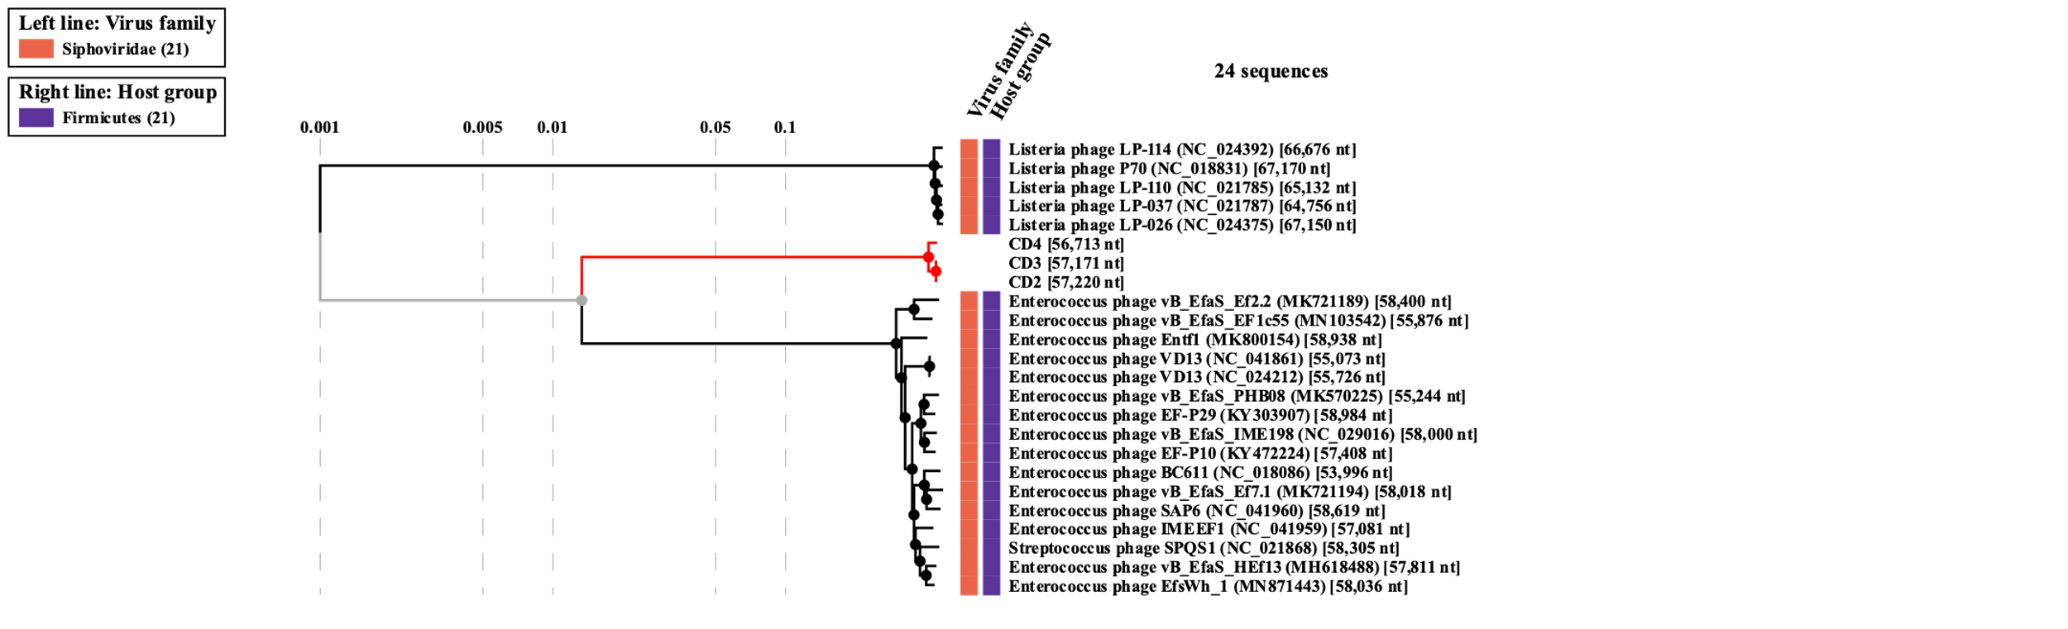 Left line: Virus family
Siphoviridae (21)
Right line: Host group
Firmicutes (21)
Virus family
Host group
24 sequences
0.001 0.005 0.01 0.05 0.1
Listeria phage LP-114 (NC_024392) [66,676 nt]
Listeria phage P70 (NC_018831) [67,170 nt]
Listeria phage LP-110 (NC_021785) [65,132 nt]
Listeria phage LP-037 (NC_021787) [64,756 nt]
Listeria phage LP-026 (NC_024375) [67,150 nt]
CD4 [56,713 nt]
CD3 [57,171 nt]
CD2 [57,220 nt]
Enterococcus phage vB_EfaS_Ef2.2 (MK721189) [58,400 nt]
Enterococcus phage vB_EfaS_EF1c55 (MN103542) [55,876 nt]
Enterococcus phage Entf1 (MK800154) [58,938 nt]
Enterococcus phage VD13 (NC_041861) [55,073 nt]
Enterococcus phage VD13 (NC_024212) [55,726 nt]
Enterococcus phage vB_EfaS_PHB08 (MK570225) [55,244 nt]
Enterococcus phage EF-P29 (KY303907) [58,984 nt]
Enterococcus phage vB_EfaS_IME198 (NC_029016) [58,000 nt]
Enterococcus phage EF-P10 (KY472224) [57,408 nt]
Enterococcus phage BC611 (NC_018086) [53,996 nt]
Enterococcus phage vB_EfaS_Ef7.1 (MK721194) [58,018 nt]
Enterococcus phage SAP6 (NC_041960) [58,619 nt]
Enterococcus phage IMEEF1 (NC_041959) [57,081 nt]
Streptococcus phage SPQS1 (NC_021868) [58,305 nt]
Enterococcus phage vB_EfaS_HEf13 (MH618488) [57,811 nt]
Enterococcus phage EfsWh_1 (MN871443) [58,036 nt]